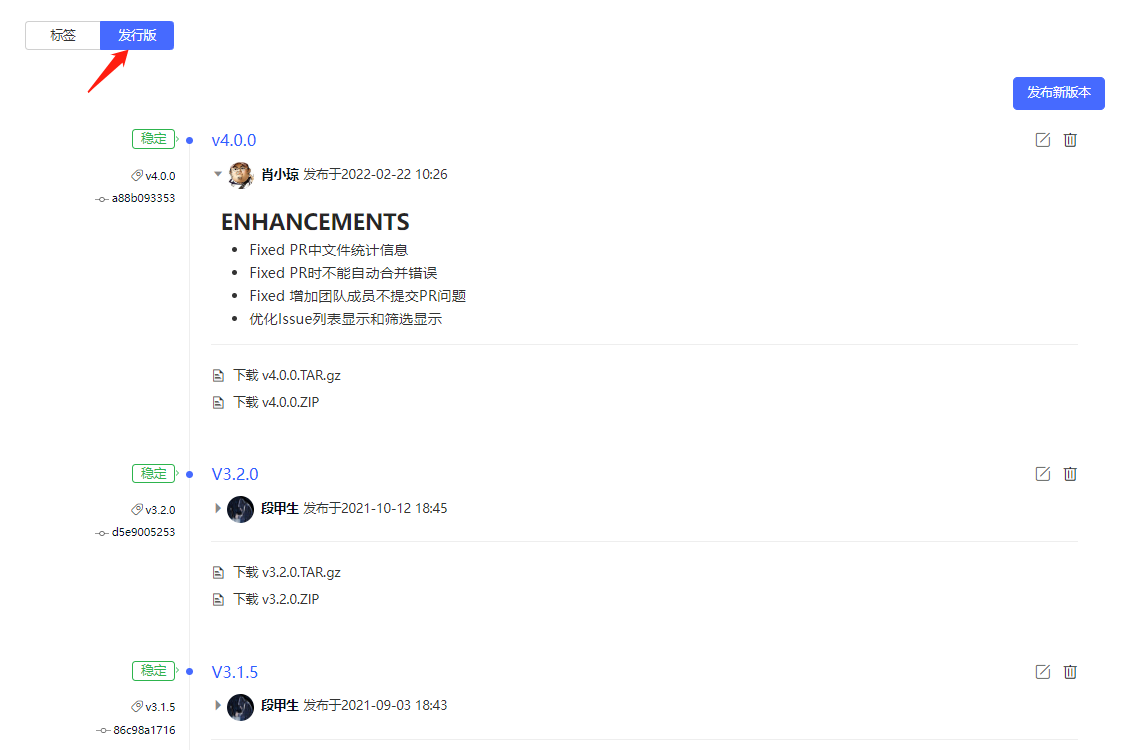 标签 发行版
发布新版本
稳定 v4.0.0
v4.0.0 肖小琼 发布于2022-02-22 10:26
a88b093353
ENHANCEMENTS
Fixed PR中文件统计信息
Fixed PR时不能自动合并错误
Fixed 增加团队成员不提交PR问题
优化Issue列表显示和筛选显示
下载 v4.0.0.TAR.gz
下载 v4.0.0.ZIP
稳定 V3.2.0
v3.2.0 段甲生 发布于2021-10-12 18:45
d5e9005253
下载 v3.2.0.TAR.gz
下载 v3.2.0.ZIP
稳定 V3.1.5
v3.1.5 段甲生 发布于2021-09-03 18:43
86c98a1716